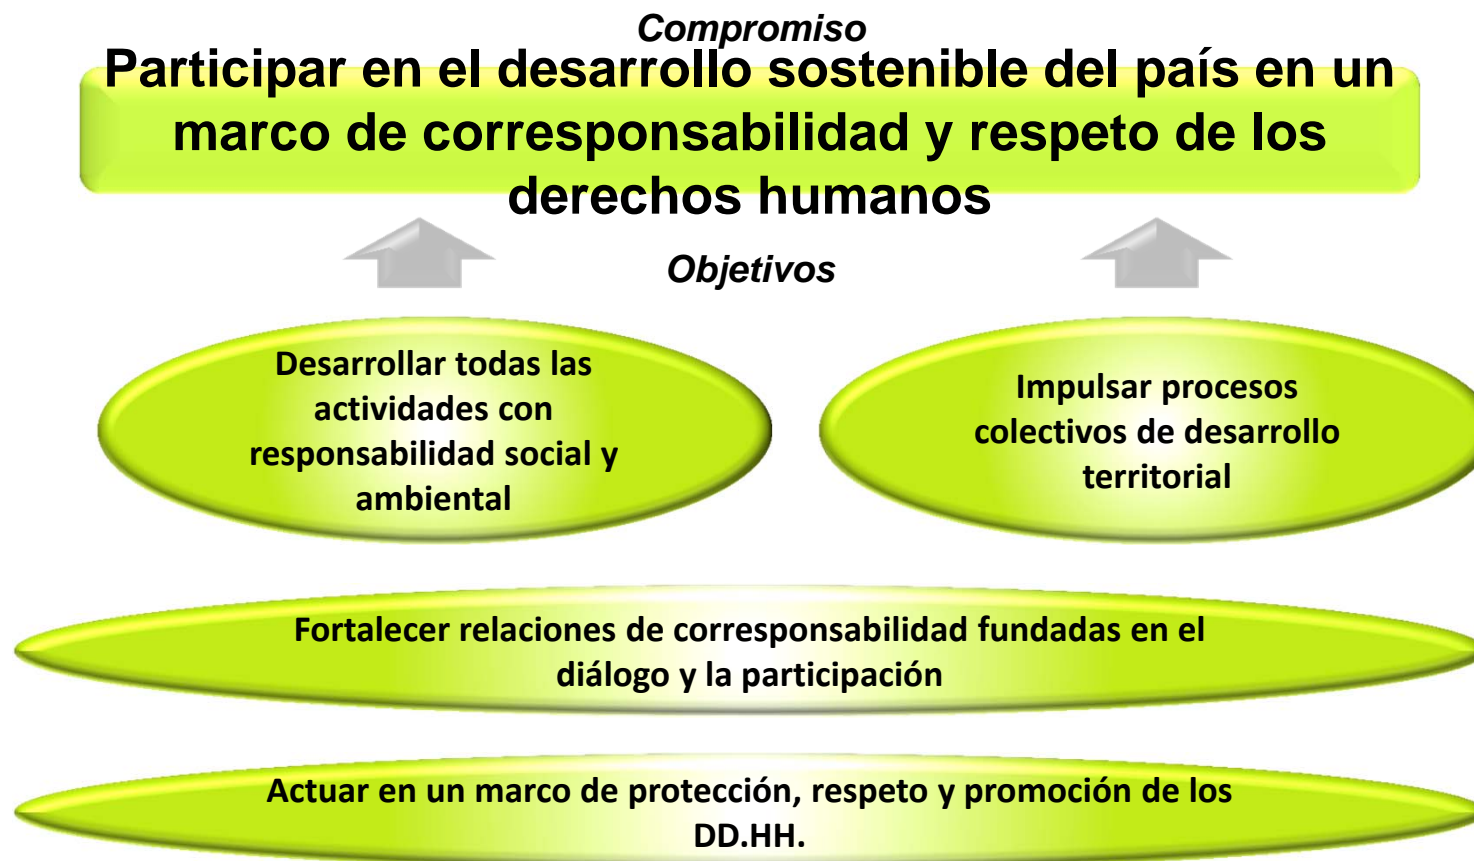 Compromiso
Participar en el desarrollo sostenible del país en un
marco de corresponsabilidad y respeto de los
derechos humanos
Objetivos
Desarrollar todas las
actividades con
responsabilidad social y
ambiental
Impulsar procesos
colectivos de desarrollo
territorial
Fortalecer relaciones de corresponsabilidad fundadas en el
diálogo y la participación
Actuar en un marco de protección, respeto y promoción de los
DD.HH.